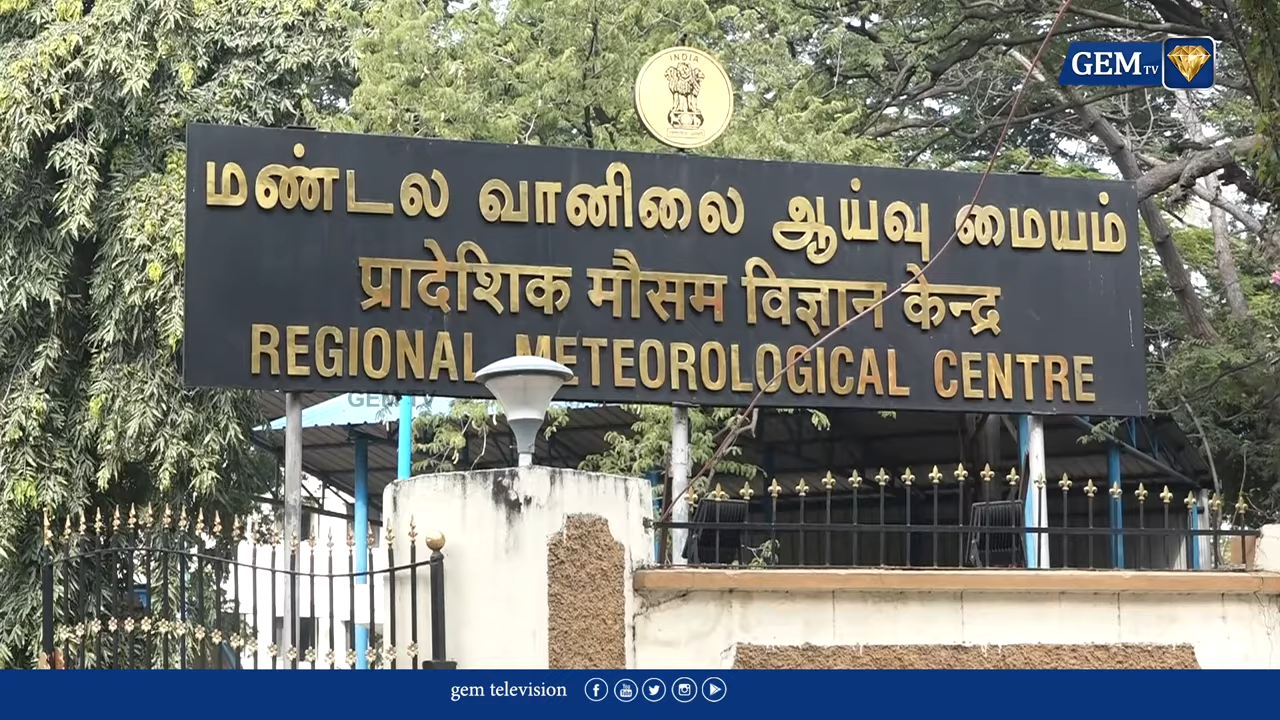 INDIA
GEM TV
மண்டல வானிலை ஆய்வு மையம்
प्रादेशिक मौसम विज्ञान केन्द्र
REGIONAL METEOROLOGICAL CENTRE
GEM TV
gem television